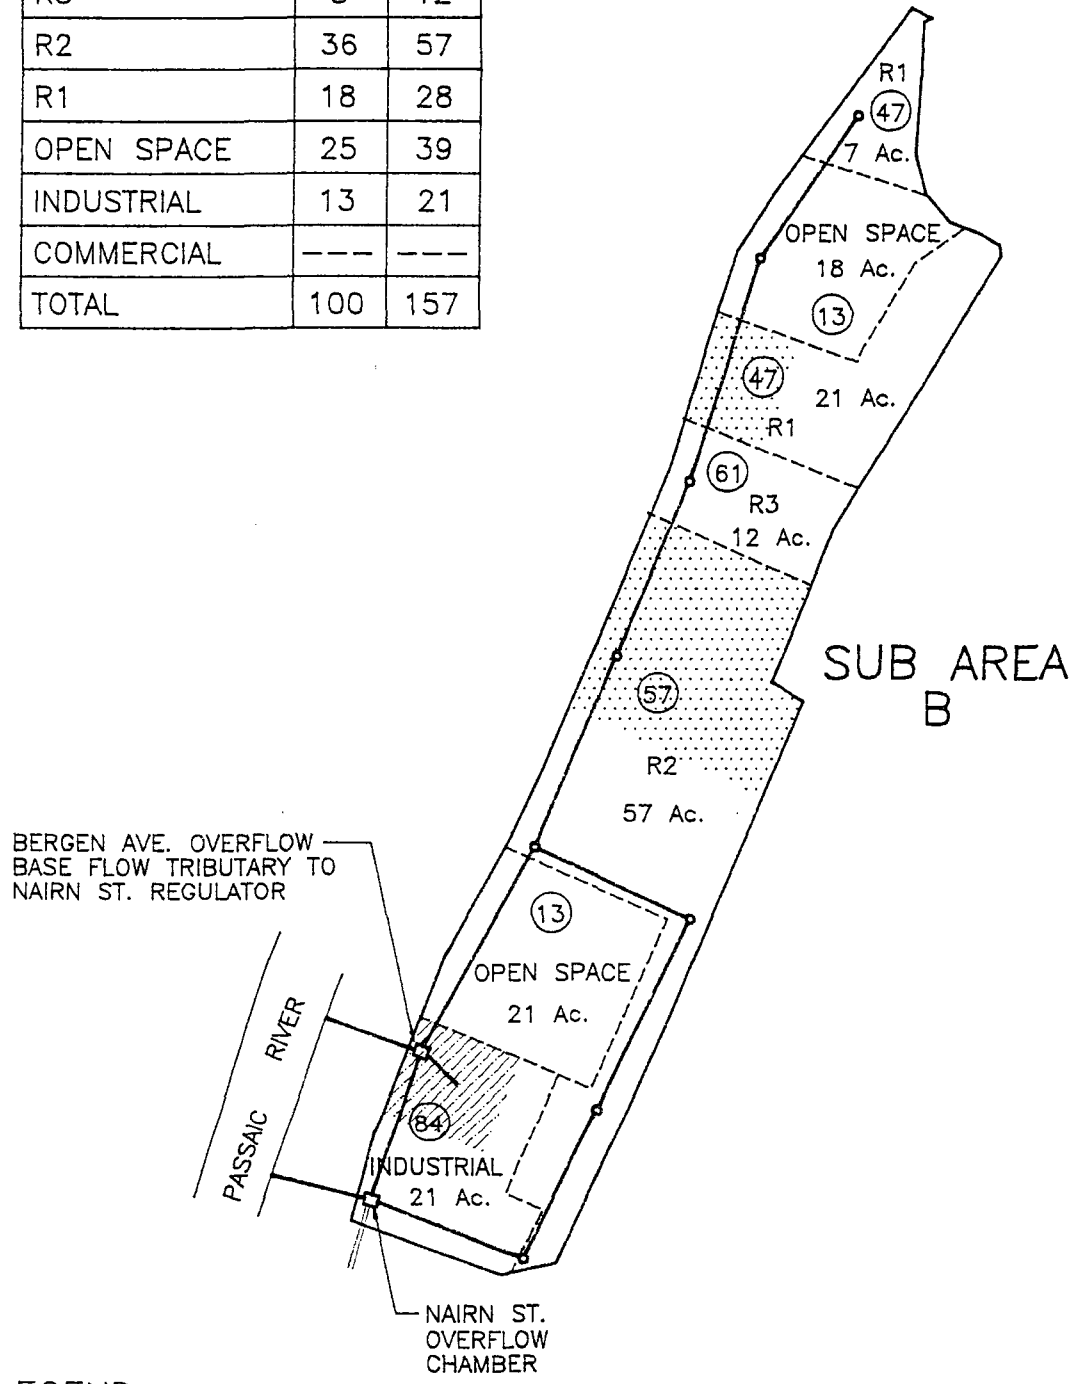 R2 36 57
R1 18 28
OPEN SPACE 25 39
INDUSTRIAL 13 21
COMMERCIAL --- ---
TOTAL 100 157
R1
47
7 Ac.
OPEN SPACE
18 Ac.
13
47
21 Ac.
R1
61
R3
12 Ac.
SUB AREA
B
57
R2
57 Ac.
BERGEN AVE. OVERFLOW
BASE FLOW TRIBUTARY TO
NAIRN ST. REGULATOR
13
OPEN SPACE
21 Ac.
PASSAIC RIVER
84
INDUSTRIAL
21 Ac.
NAIRN ST.
OVERFLOW
CHAMBER